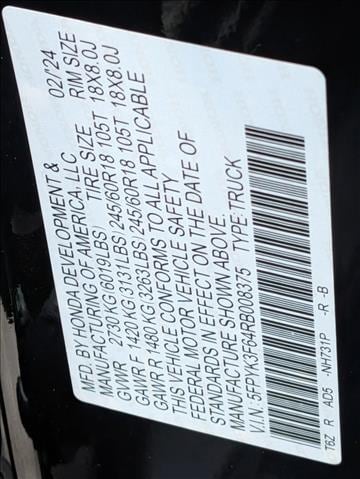 MFD. BY HONDA DEVELOPMENT & 02/'24
MANUFACTURING OF AMERICA, LLC
TIRE SIZE RM SIZE
GVWR 2730 KG(6019LBS)
GAWR F 1420 KG(3131LBS) 245/60R18 105T 18X8.0J
GAWR R 1480 KG(3263LBS) 245/60R18 105T 18X8.0J
THIS VEHICLE CONFORMS TO ALL APPLICABLE
FEDERAL MOTOR VEHICLE SAFETY
STANDARDS IN EFFECT ON THE DATE OF
MANUFACTURE SHOWN ABOVE.
V.I.N.: 5FPYK3F64RB008375 TYPE: TRUCK
T6Z R AD5 -NH731P -R -B